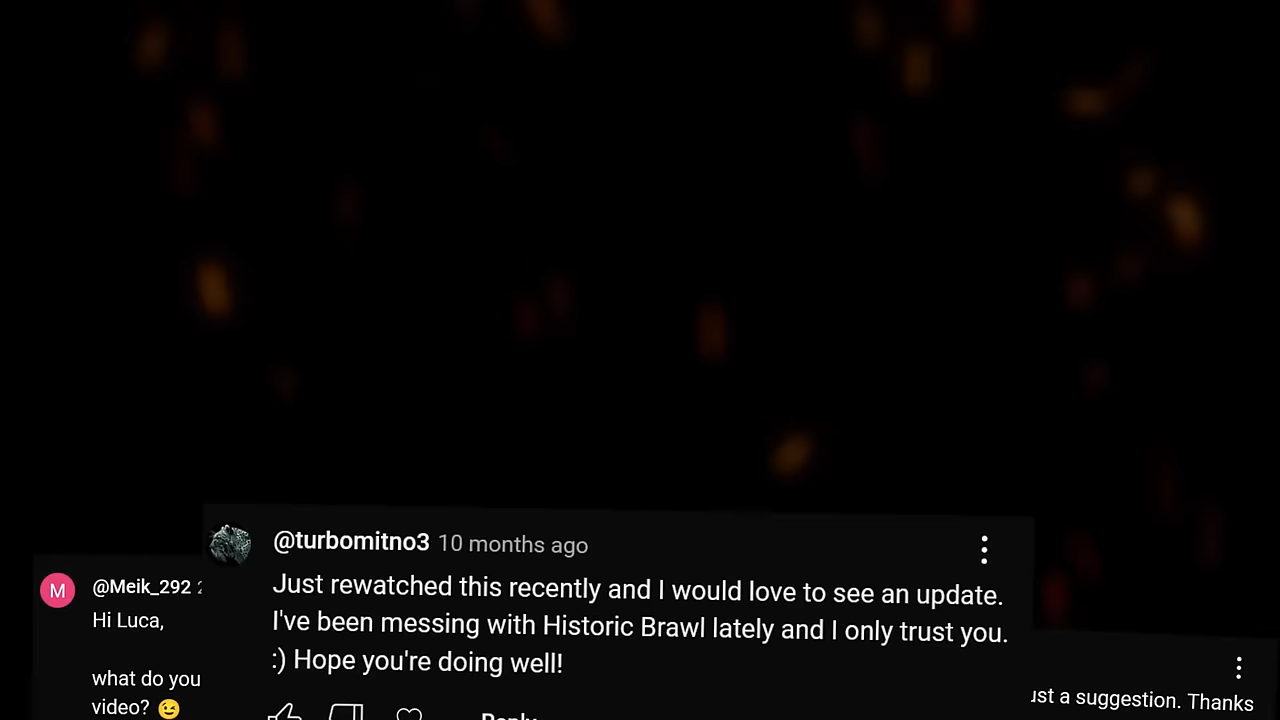 @turbomitno3 10 months ago
Just rewatched this recently and I would love to see an update.
I've been messing with Historic Brawl lately and I only trust you.
:) Hope you're doing well!
Reply
M
@Meik_292
Hi Luca,
what do you
video? 😉
a suggestion. Thanks